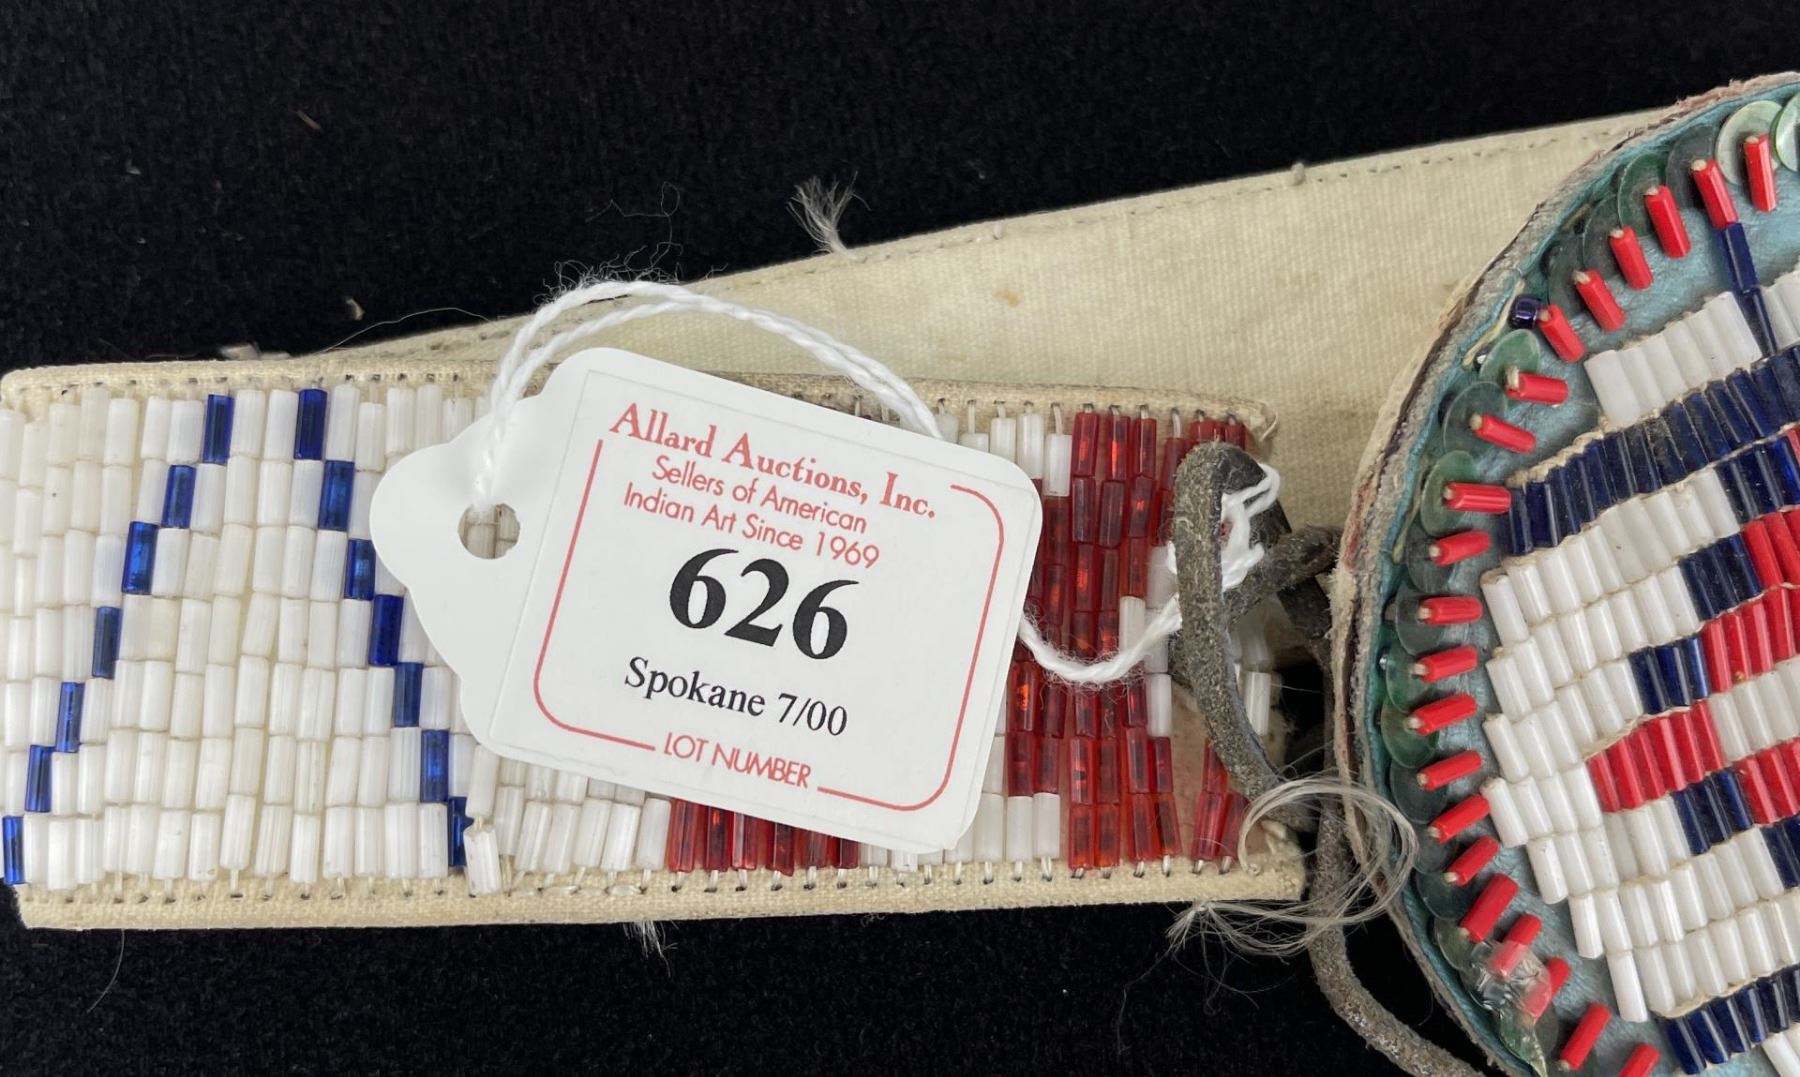 Allard Auctions, Inc.
Sellers of American
Indian Art Since 1969
626
Spokane 7/00
LOT NUMBER